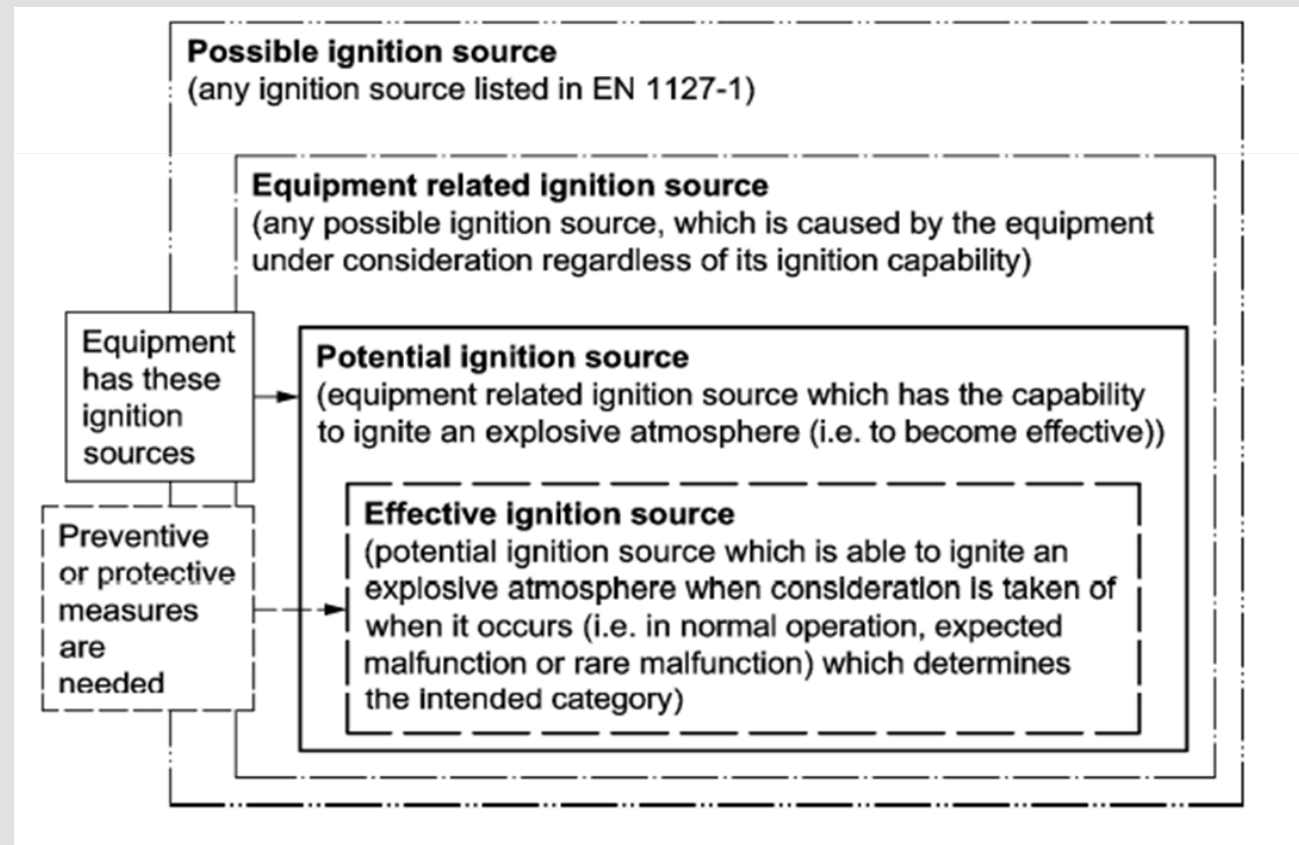 Possible ignition source
(any ignition source listed in EN 1127-1)
Equipment related ignition source
(any possible ignition source, which is caused by the equipment
under consideration regardless of its ignition capability)
Equipment
has these
ignition
sources
Potential ignition source
(equipment related ignition source which has the capability
to ignite an explosive atmosphere (i.e. to become effective))
Preventive
or protective
measures
are
needed
Effective ignition source
(potential ignition source which is able to ignite an
explosive atmosphere when consideration is taken of
when it occurs (i.e. in normal operation, expected
malfunction or rare malfunction) which determines
the intended category)